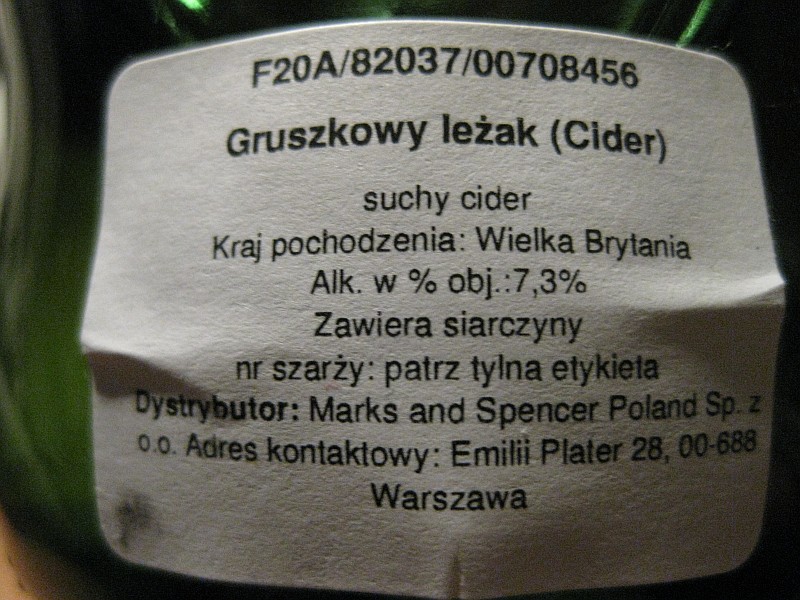 F20A/82037/00708456
Gruszkowy leżak (Cider)
suchy cider
Kraj pochodzenia: Wielka Brytania
Alk. w % obj.:7,3%
Zawiera siarczyny
nr szarży: patrz tylna etykieta
Dystrybutor: Marks and Spencer Poland Sp. z
o.o. Adres kontaktowy: Emilii Plater 28, 00-688
Warszawa